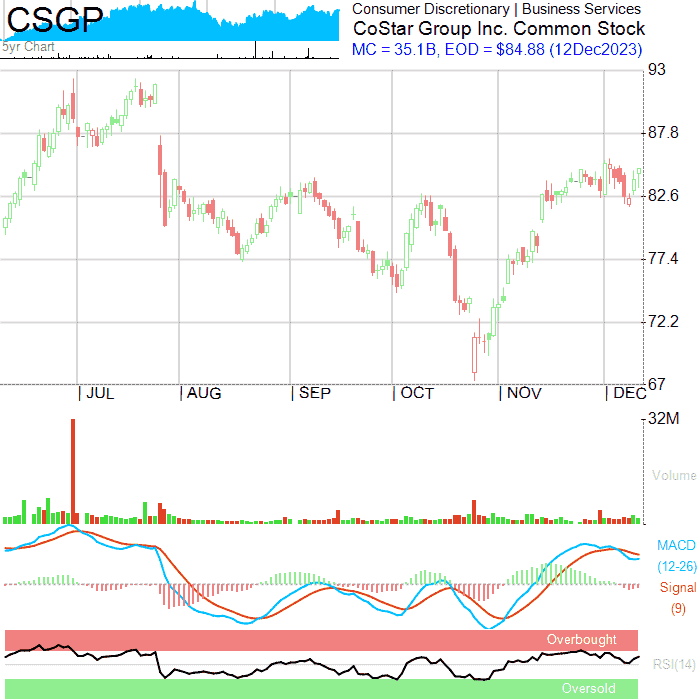 CSGP
5yr Chart
Consumer Discretionary | Business Services
CoStar Group Inc. Common Stock
MC = 35.1B, EOD = $84.88 (12Dec2023)
93
87.8
82.6
77.4
72.2
67
| JUL | AUG | SEP | OCT | NOV | DEC
32M
Volume
MACD
(12-26)
Signal
(9)
Overbought
RSI(14)
Oversold